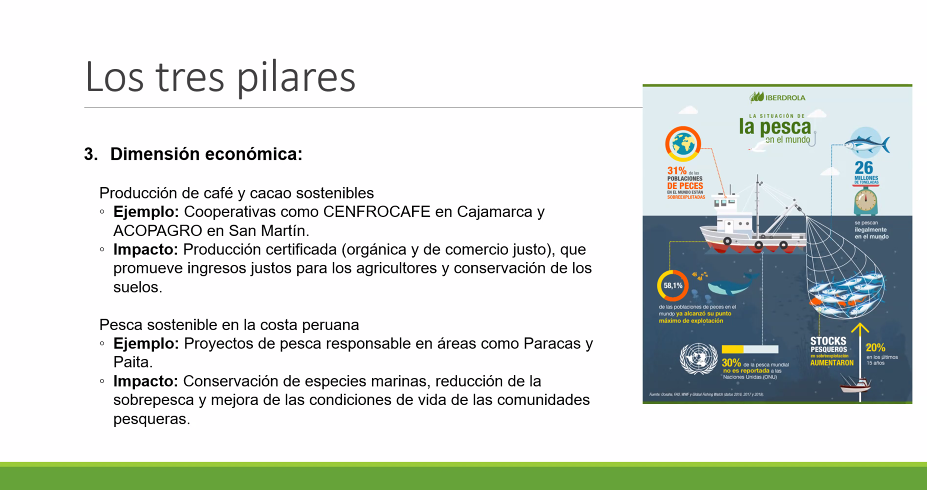 Los tres pilares
3. Dimensión económica:
Producción de café y cacao sostenibles
◦ Ejemplo: Cooperativas como CENFROCAFE en Cajamarca y
ACOPAGRO en San Martín.
◦ Impacto: Producción certificada (orgánica y de comercio justo), que
promueve ingresos justos para los agricultores y conservación de los
suelos.
Pesca sostenible en la costa peruana
◦ Ejemplo: Proyectos de pesca responsable en áreas como Paracas y
Paita.
◦ Impacto: Conservación de especies marinas, reducción de la
sobrepesca y mejora de las condiciones de vida de las comunidades
pesqueras.
IBERDROLA
LA SITUACIÓN DE
la pesca
en el mundo
31% de las
POBLACIONES
DE PECES
EN EL MUNDO ESTÁN
SOBREEXPLOTADAS
26
MILLONES
DE TONELADAS
se pescan
ilegalmente
en el mundo
58,1%
de las poblaciones de peces en el
mundo ya alcanzó su punto
máximo de explotación
30% de la pesca mundial
no es reportada a las
Naciones Unidas (ONU)
STOCKS
PESQUEROS
en sobreexplotación
AUMENTARON
20%
en los últimos
15 años